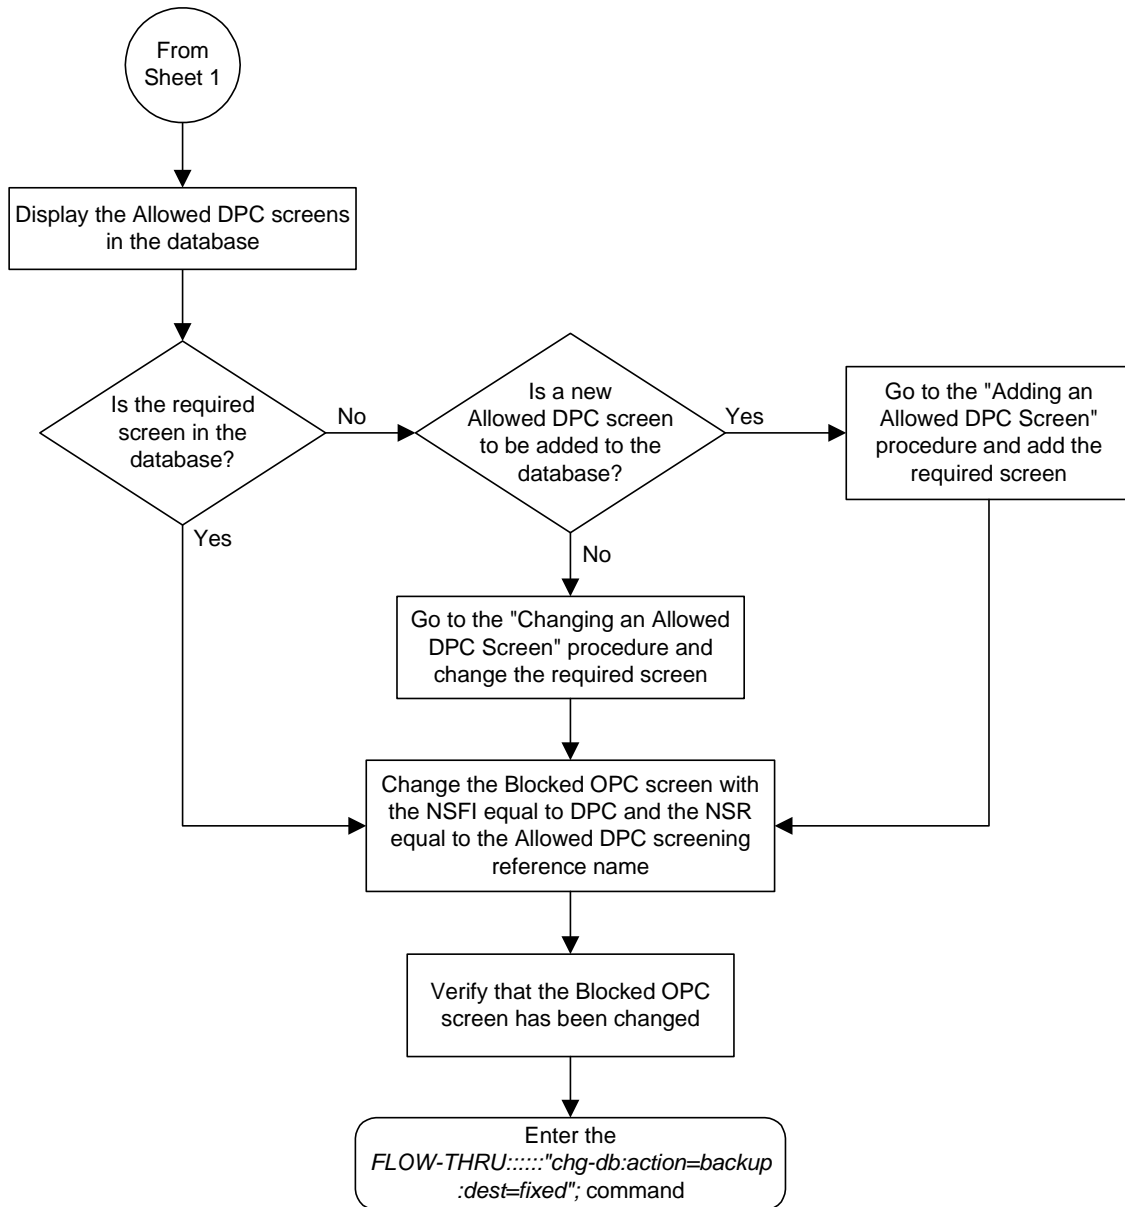 From
Sheet 1
Display the Allowed DPC screens
in the database
Is the required
screen in the
database?
No
Yes
Is a new
Allowed DPC screen
to be added to the
database?
Yes
No
Go to the "Adding an
Allowed DPC Screen"
procedure and add the
required screen
Go to the "Changing an Allowed
DPC Screen" procedure and
change the required screen
Change the Blocked OPC screen with
the NSFI equal to DPC and the NSR
equal to the Allowed DPC screening
reference name
Verify that the Blocked OPC
screen has been changed
Enter the
FLOW-THRU::::::"chg-db:action=backup
:dest=fixed"; command